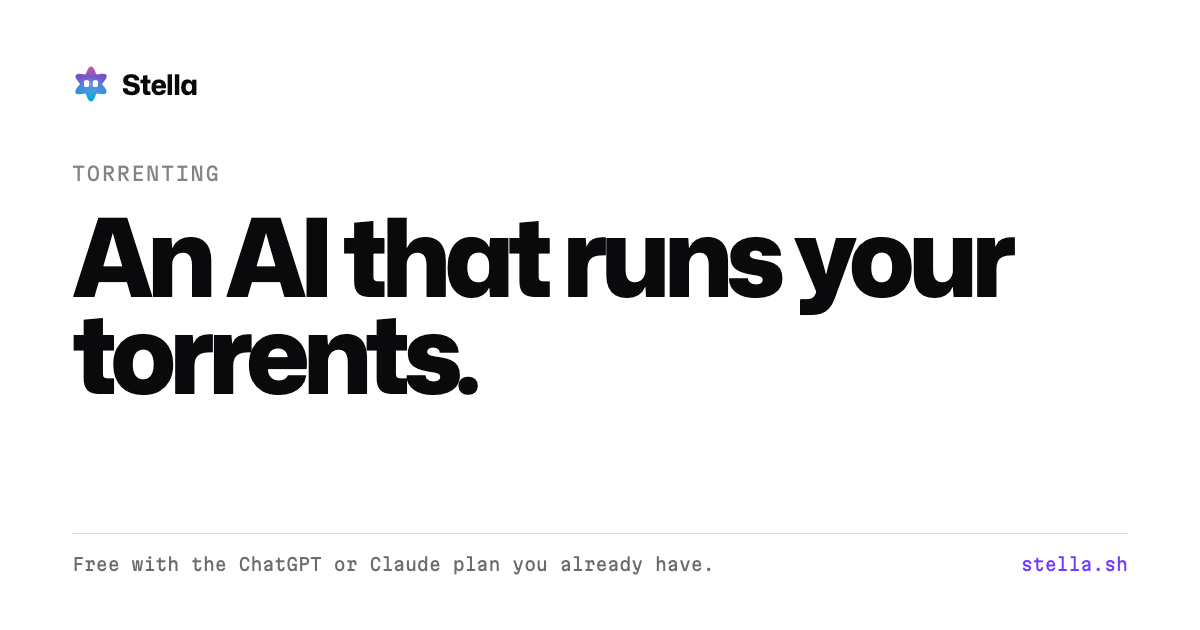 Stella
TORRENTING
An AI that runs your
torrents.
Free with the ChatGPT or Claude plan you already have.
stella.sh